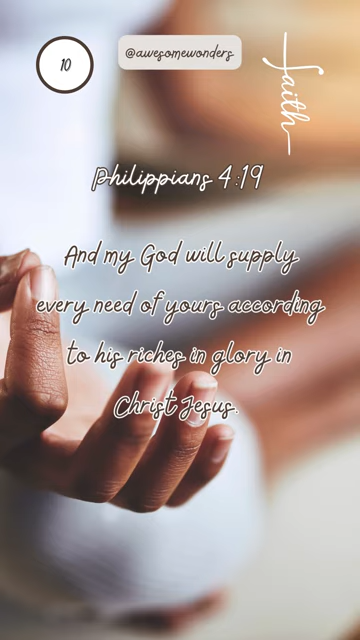 10
@awesomewonders
faith
Philippians 4:19
And my God will supply
every need of yours according
to his riches in glory in
Christ Jesus.